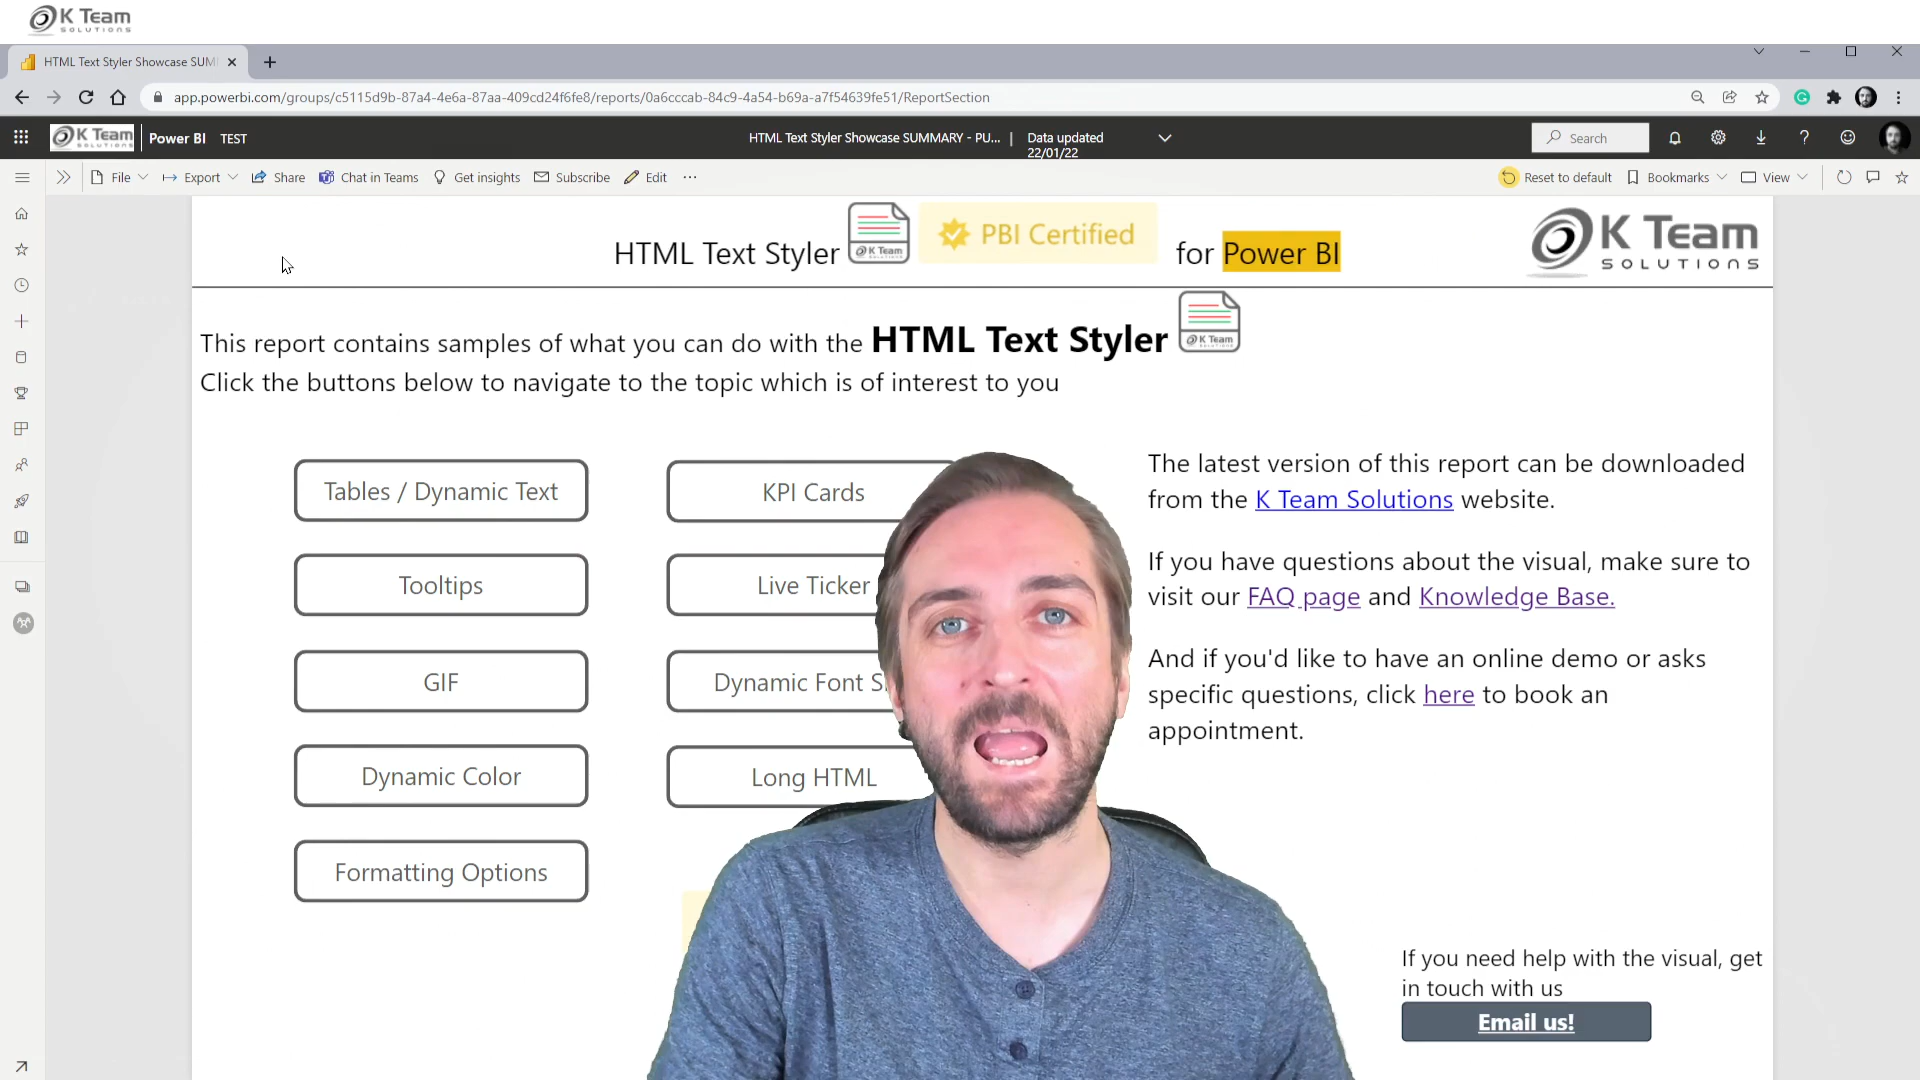 K Team
SOLUTIONS
HTML Text Styler Showcase SUM
app.powerbi.com/groups/c5115d9b-87a4-4e6a-87aa-409cd24f6fe8/reports/0a6cccab-84c9-4a54-b69a-a7f54639fe51/ReportSection
K Team
SOLUTIONS
Power BI TEST
HTML Text Styler Showcase SUMMARY - PU... | Data updated
22/01/22
Search
File Export Share Chat in Teams Get insights Subscribe Edit ...
Reset to default Bookmarks View
HTML Text Styler K Team PBI Certified for Power BI
K Team
SOLUTIONS
This report contains samples of what you can do with the HTML Text Styler K Team
Click the buttons below to navigate to the topic which is of interest to you
Tables / Dynamic Text
KPI Cards
Tooltips
Live Ticker
GIF
Dynamic Font S
Dynamic Color
Long HTML
Formatting Options
The latest version of this report can be downloaded
from the K Team Solutions website.
If you have questions about the visual, make sure to
visit our FAQ page and Knowledge Base.
And if you'd like to have an online demo or asks
specific questions, click here to book an
appointment.
If you need help with the visual, get
in touch with us
Email us!